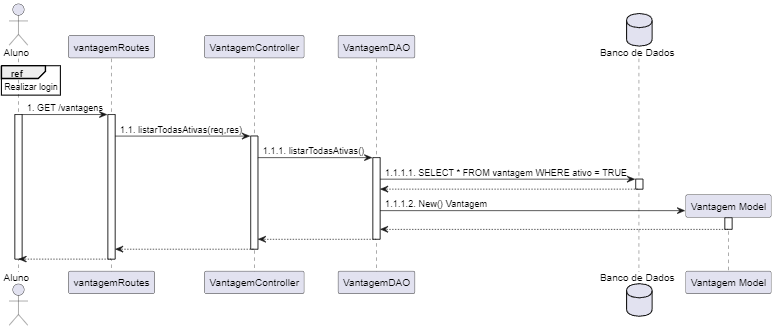 Aluno
vantagemRoutes
VantagemController
VantagemDAO
Banco de Dados
ref
Realizar login
1. GET /vantagens
1.1. listarTodasAtivas(req,res)
1.1.1. listarTodasAtivas()
1.1.1.1. SELECT * FROM vantagem WHERE ativo = TRUE
1.1.1.2. New() Vantagem
Vantagem Model
Aluno
vantagemRoutes
VantagemController
VantagemDAO
Banco de Dados
Vantagem Model